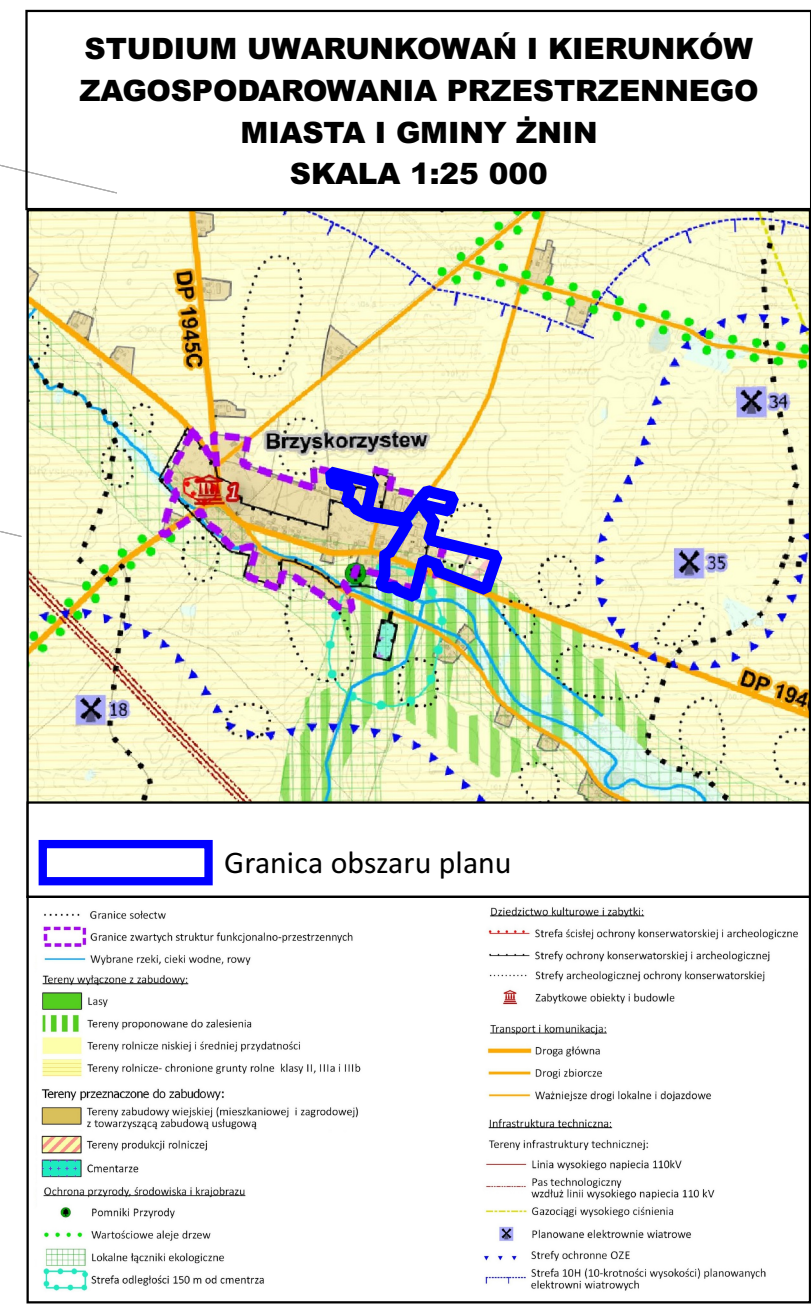 STUDIUM UWARUNKOWAŃ I KIERUNKÓW
ZAGOSPODAROWANIA PRZESTRZENNEGO
MIASTA I GMINY ŻNIN
SKALA 1:25 000
DP 1945C
34
Brzyskorzystew
1
35
DP 194
18
Granica obszaru planu
Granice sołectw
Granice zwartych struktur funkcjonalno-przestrzennych
Wybrane rzeki, cieki wodne, rowy
Tereny wyłączone z zabudowy:
Lasy
Tereny proponowane do zalesienia
Tereny rolnicze niskiej i średniej przydatności
Tereny rolnicze- chronione grunty rolne klasy II, IIIa i IIIb
Tereny przeznaczone do zabudowy:
Tereny zabudowy wiejskiej (mieszkaniowej i zagrodowej)
z towarzyszącą zabudową usługową
Tereny produkcji rolniczej
Cmentarze
Ochrona przyrody, środowiska i krajobrazu
Pomniki Przyrody
Wartościowe aleje drzew
Lokalne łączniki ekologiczne
Strefa odległości 150 m od cmentrza
Dziedzictwo kulturowe i zabytki:
Strefa ścisłej ochrony konserwatorskiej i archeologiczne
Strefy ochrony konserwatorskiej i archeologicznej
Strefy archeologicznej ochrony konserwatorskiej
Zabytkowe obiekty i budowle
Transport i komunikacja:
Droga główna
Drogi zbiorcze
Ważniejsze drogi lokalne i dojazdowe
Infrastruktura techniczna:
Tereny infrastruktury technicznej:
Linia wysokiego napiecia 110kV
Pas technologiczny
wzdłuż linii wysokiego napiecia 110 kV
Gazociągi wysokiego ciśnienia
Planowane elektrownie wiatrowe
Strefy ochronne OZE
Strefa 10H (10-krotności wysokości) planowanych
elektrowni wiatrowych